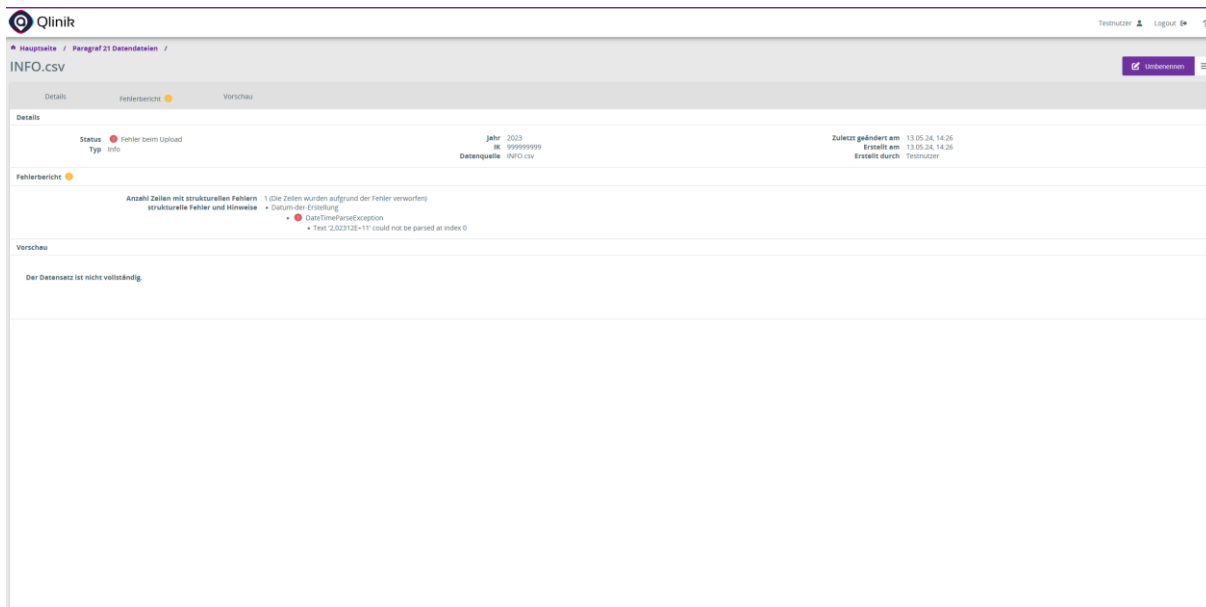 Qlinik
Testnutzer Logout ?
Hauptseite / Paragraf 21 Datendateien /
INFO.csv
Umbenennen
Details Fehlerbericht Vorschau
Details
Status Fehler beim Upload
Typ Info
Jahr 2023
IK 999999999
Datenquelle INFO.csv
Zuletzt geändert am 13.05.24, 14:26
Erstellt am 13.05.24, 14:26
Erstellt durch Testnutzer
Fehlerbericht
Anzahl Zeilen mit strukturellen Fehlern 1 (Die Zeilen wurden aufgrund der Fehler verworfen)
strukturelle Fehler und Hinweise • Datum-der-Erstellung
• DateTimeParseException
• Text '2,02312E+11' could not be parsed at index 0
Vorschau
Der Datensatz ist nicht vollständig.